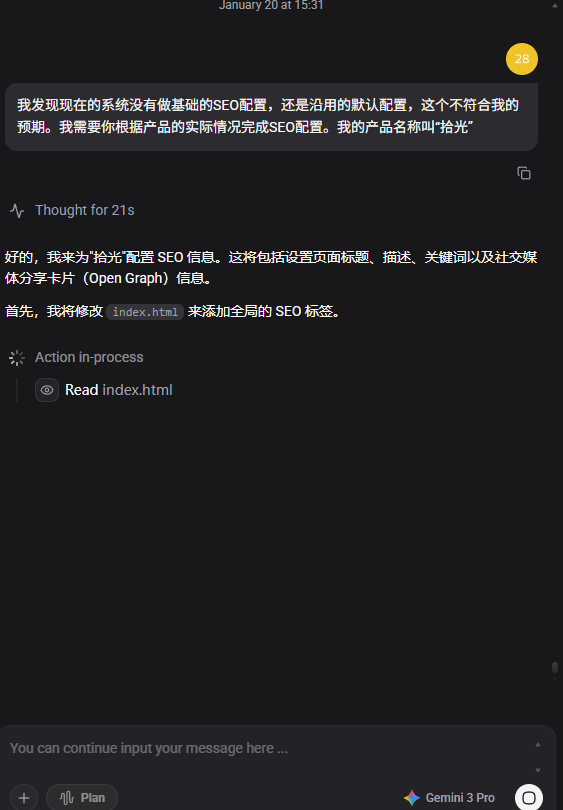 January 20 at 15:31
28
我发现现在的系统没有做基础的SEO配置，还是沿用的默认配置，这个不符合我的
预期。我需要你根据产品的实际情况完成SEO配置。我的产品名称叫“拾光”
Thought for 21s
好的，我来为"拾光"配置 SEO 信息。这将包括设置页面标题、描述、关键词以及社交媒
体分享卡片（Open Graph）信息。
首先，我将修改 index.html 来添加全局的 SEO 标签。
Action in-process
Read index.html
You can continue input your message here ...
Plan
Gemini 3 Pro